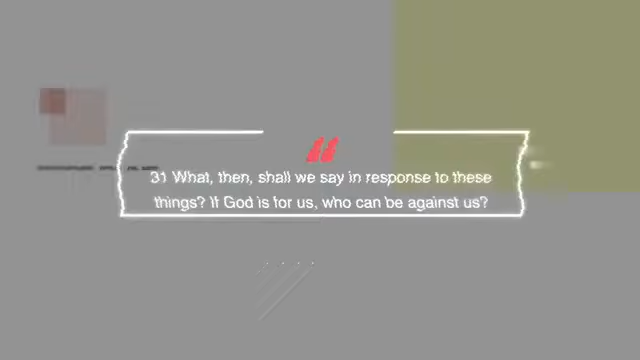 31 What, then, shall we say in response to these
things? If God is for us, who can be against us?